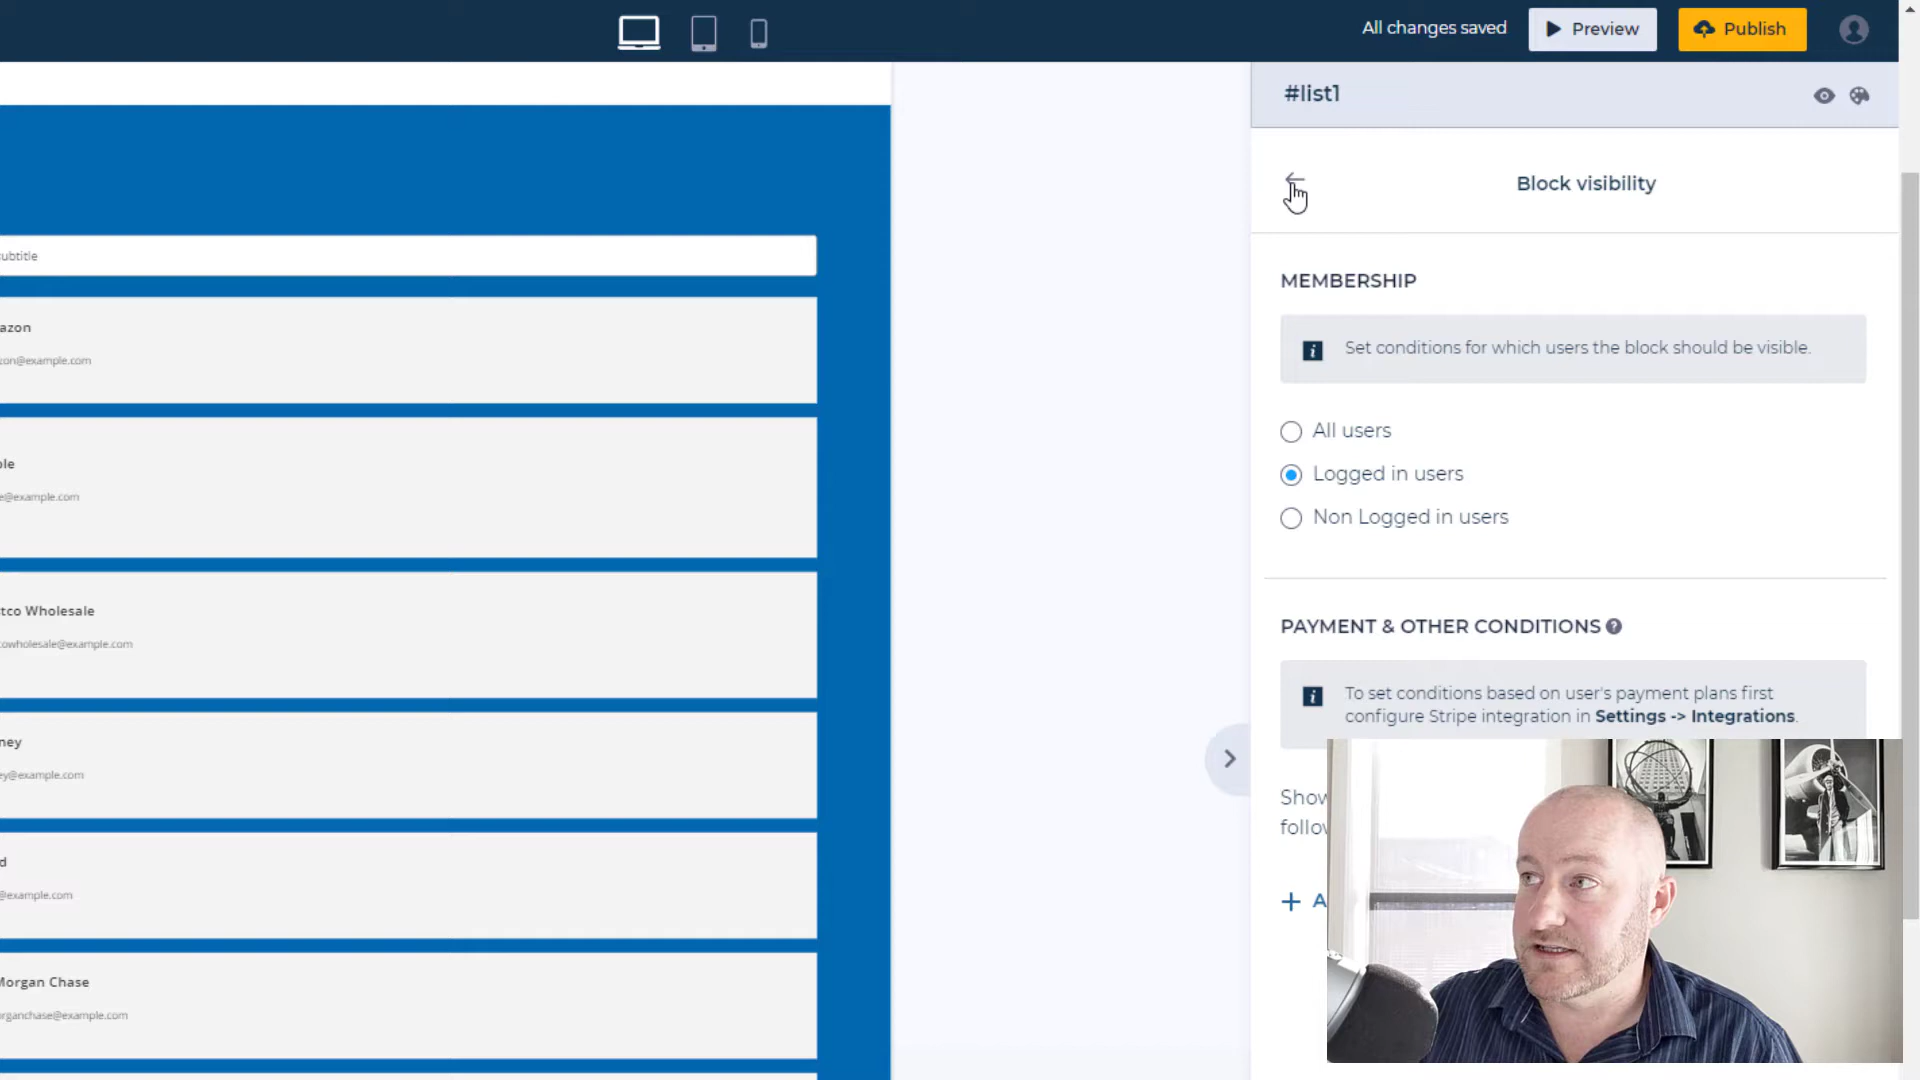 All changes saved
Preview
Publish
#list1
Block visibility
MEMBERSHIP
Set conditions for which users the block should be visible.
All users
Logged in users
Non Logged in users
PAYMENT & OTHER CONDITIONS
To set conditions based on user's payment plans first
configure Stripe integration in Settings -> Integrations.
Show
follow
+ A
ubtitle
azon
zon@example.com
ple
e@example.com
tco Wholesale
cowholesale@example.com
ney
ey@example.com
d
@example.com
Morgan Chase
organchase@example.com